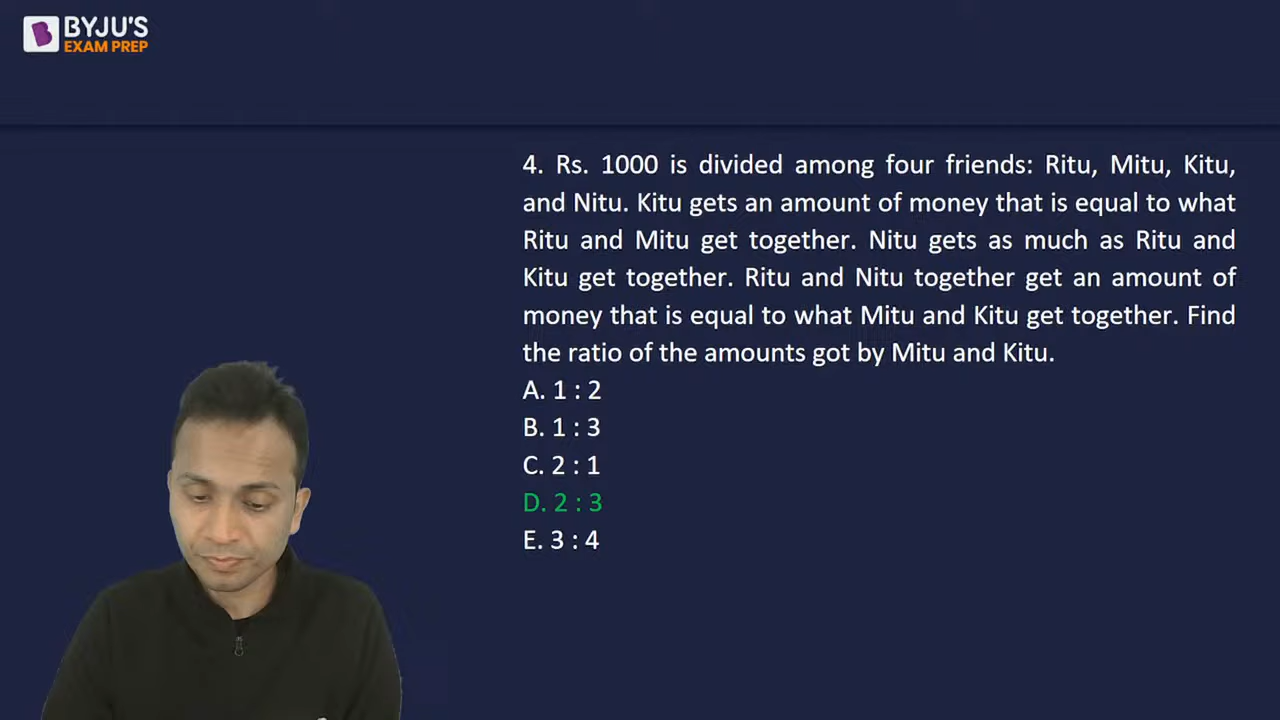 BYJU'S
EXAM PREP
4. Rs. 1000 is divided among four friends: Ritu, Mitu, Kitu,
and Nitu. Kitu gets an amount of money that is equal to what
Ritu and Mitu get together. Nitu gets as much as Ritu and
Kitu get together. Ritu and Nitu together get an amount of
money that is equal to what Mitu and Kitu get together. Find
the ratio of the amounts got by Mitu and Kitu.
A. 1 : 2
B. 1 : 3
C. 2 : 1
D. 2 : 3
E. 3 : 4